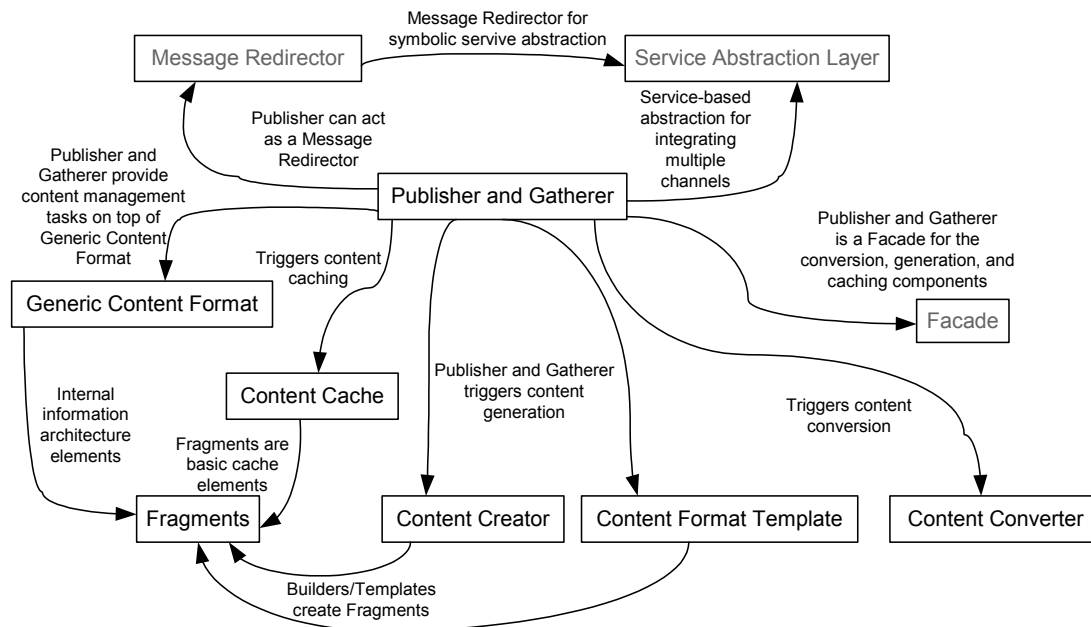 Message Redirector for
symbolic servive abstraction
Message Redirector
Service Abstraction Layer
Publisher can act
as a Message
Redirector
Service-based
abstraction for
integrating
multiple
channels
Publisher and
Gatherer provide
content management
tasks on top of
Generic Content
Format
Publisher and Gatherer
Publisher and Gatherer
is a Facade for the
conversion, generation, and
caching components
Triggers content
caching
Generic Content Format
Facade
Content Cache
Publisher and Gatherer
triggers content
generation
Internal
information
architecture
elements
Triggers content
conversion
Fragments are
basic cache
elements
Fragments
Content Creator
Content Format Template
Content Converter
Builders/Templates
create Fragments